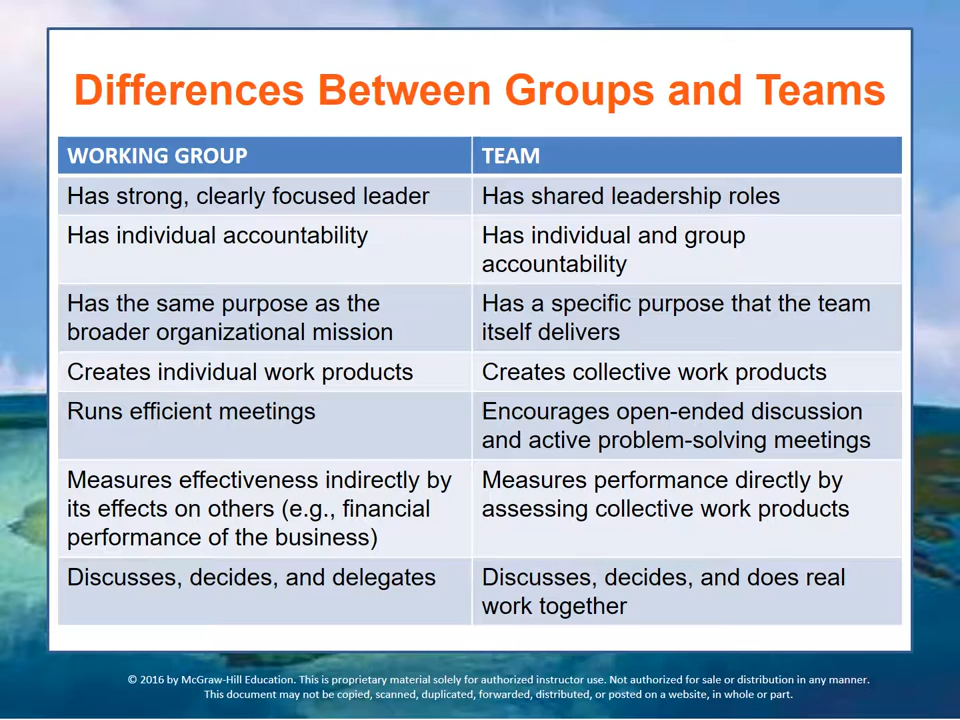 Differences Between Groups and Teams
WORKING GROUP
TEAM
Has strong, clearly focused leader
Has shared leadership roles
Has individual accountability
Has individual and group
accountability
Has the same purpose as the
broader organizational mission
Has a specific purpose that the team
itself delivers
Creates individual work products
Creates collective work products
Runs efficient meetings
Encourages open-ended discussion
and active problem-solving meetings
Measures effectiveness indirectly by
its effects on others (e.g., financial
performance of the business)
Measures performance directly by
assessing collective work products
Discusses, decides, and delegates
Discusses, decides, and does real
work together
© 2016 by McGraw-Hill Education. This is proprietary material solely for authorized instructor use. Not authorized for sale or distribution in any manner.
This document may not be copied, scanned, duplicated, forwarded, distributed, or posted on a website, in whole or part.